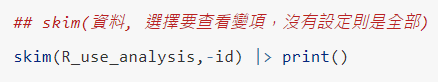 ## skim(資料, 選擇要查看變項，沒有設定則是全部)
skim(R_use_analysis,-id) |> print()